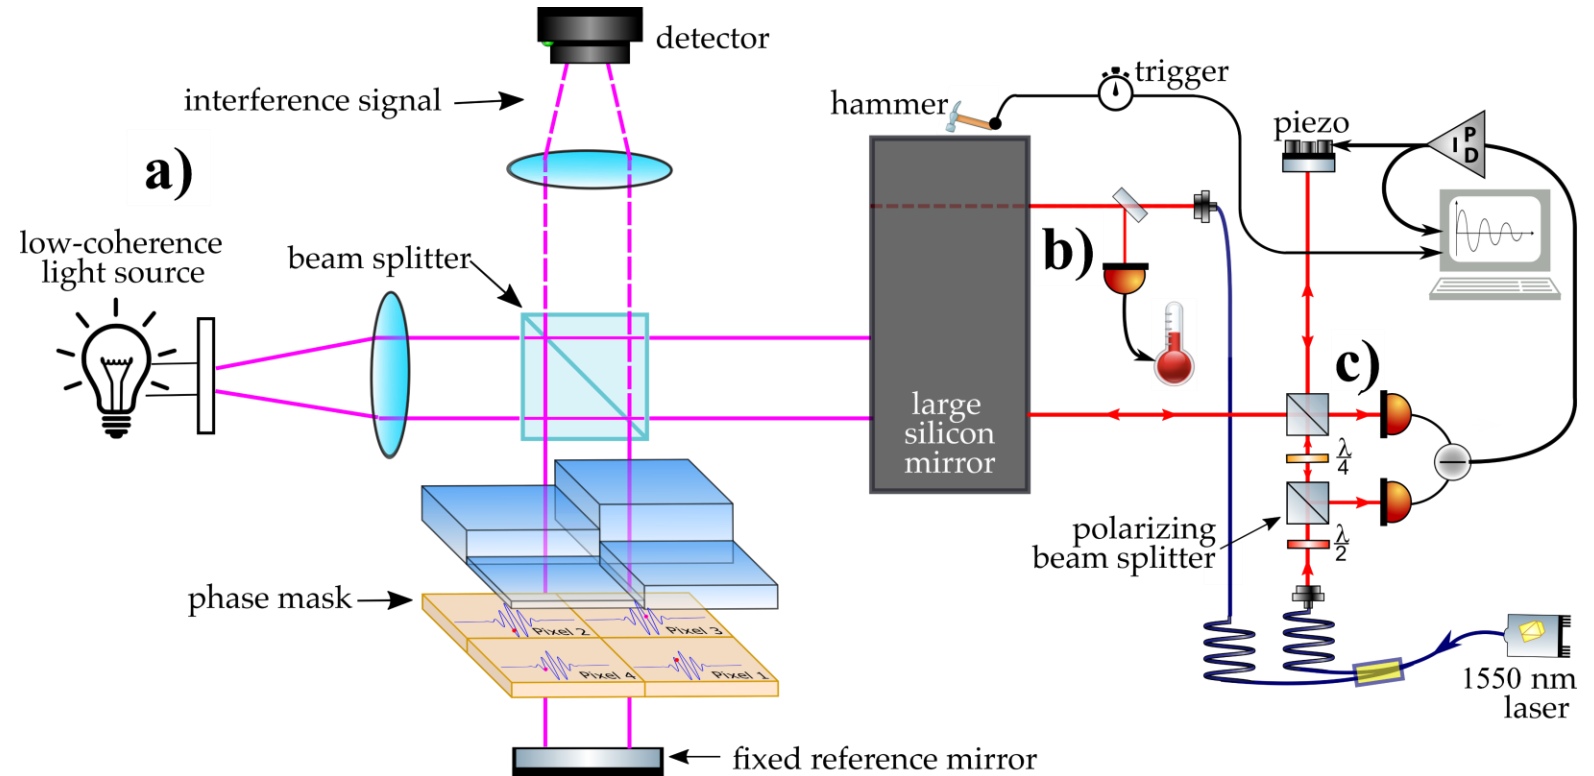 detector
interference signal
a)
low-coherence
light source
beam splitter
hammer
trigger
piezo
I P D
b)
c)
large
silicon
mirror
λ
4
polarizing
beam splitter
λ
2
phase mask
Pixel 2
Pixel 3
Pixel 4
Pixel 1
1550 nm
laser
fixed reference mirror